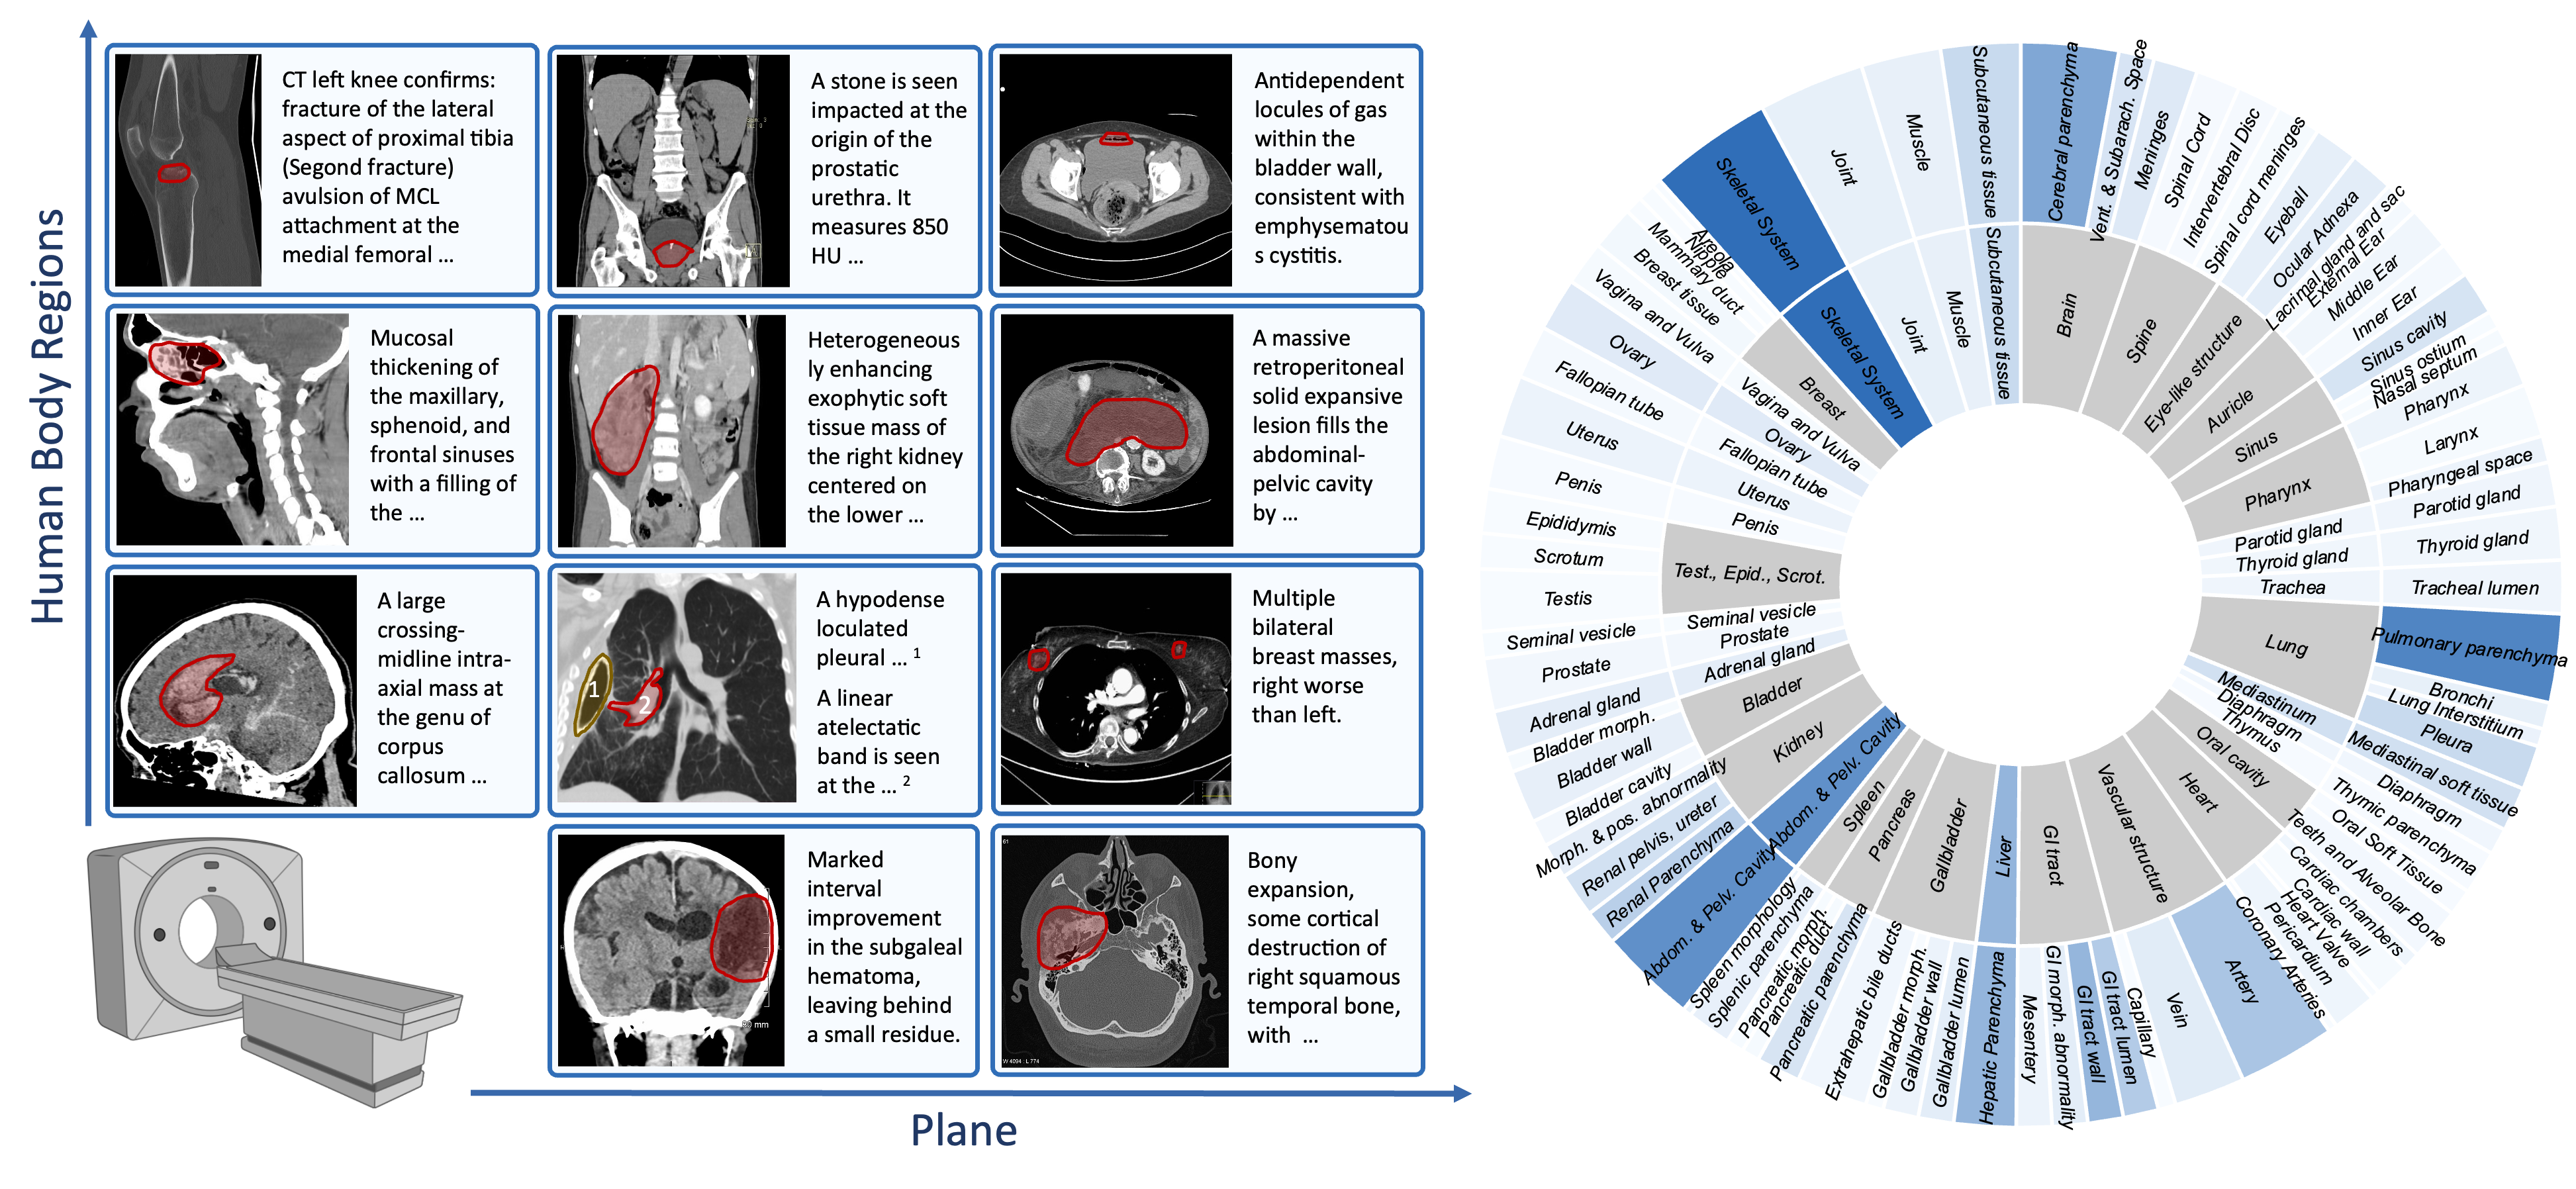 Human Body Regions
CT left knee confirms:
fracture of the lateral
aspect of proximal tibia
(Segond fracture)
avulsion of MCL
attachment at the
medial femoral ...
A stone is seen
impacted at the
origin of the
prostatic
urethra. It
measures 850
HU ...
Antidependent
locules of gas
within the
bladder wall,
consistent with
emphysematou
s cystitis.
Mucosal
thickening of
the maxillary,
sphenoid, and
frontal sinuses
with a filling of
the ...
Heterogeneous
ly enhancing
exophytic soft
tissue mass of
the right kidney
centered on
the lower ...
A massive
retroperitoneal
solid expansive
lesion fills the
abdominal-
pelvic cavity
by ...
A large
crossing-
midline intra-
axial mass at
the genu of
corpus
callosum ...
1
2
A hypodense
loculated
pleural ... 1
A linear
atelectatic
band is seen
at the ... 2
Multiple
bilateral
breast masses,
right worse
than left.
Marked
interval
improvement
in the subgaleal
hematoma,
leaving behind
a small residue.
Bony
expansion,
some cortical
destruction of
right squamous
temporal bone,
with ...
Plane
Brain
Spine
Eye-like structure
Auricle
Sinus
Pharynx
Parotid gland
Thyroid gland
Trachea
Lung
Mediastinum
Diaphragm
Thymus
Oral cavity
Heart
Vascular structure
GI tract
Liver
Gallbladder
Pancreas
Spleen
Abdom. & Pelv. Cavity
Kidney
Bladder
Adrenal gland
Prostate
Seminal vesicle
Test., Epid., Scrot.
Penis
Uterus
Fallopian tube
Ovary
Vagina and Vulva
Breast
Skeletal System
Joint
Muscle
Subcutaneous tissue
Cerebral parenchyma
Vent. & Subarach. Space
Meninges
Spinal Cord
Intervertebral Disc
Spinal cord meninges
Eyeball
Ocular Adnexa
Lacrimal gland and sac
External Ear
Middle Ear
Inner Ear
Sinus cavity
Sinus ostium
Nasal septum
Pharynx
Larynx
Pharyngeal space
Parotid gland
Thyroid gland
Tracheal lumen
Pulmonary parenchyma
Bronchi
Lung Interstitium
Pleura
Mediastinal soft tissue
Diaphragm
Thymic parenchyma
Oral Soft Tissue
Teeth and Alveolar Bone
Cardiac chambers
Cardiac wall
Heart Valve
Pericardium
Coronary Arteries
Artery
Vein
Capillary
GI tract lumen
GI tract wall
GI morph. abnormality
Mesentery
Hepatic Parenchyma
Gallbladder lumen
Gallbladder wall
Gallbladder morph.
Extrahepatic bile ducts
Pancreatic parenchyma
Pancreatic duct
Pancreatic morph.
Splenic parenchyma
Spleen morphology
Abdom. & Pelv. Cavity
Renal Parenchyma
Renal pelvis, ureter
Morph. & pos. abnormality
Bladder cavity
Bladder wall
Bladder morph.
Adrenal gland
Prostate
Seminal vesicle
Testis
Scrotum
Epididymis
Penis
Uterus
Fallopian tube
Ovary
Vagina and Vulva
Breast tissue
Mammary duct
Nipple
Areola
Skeletal System
Joint
Muscle
Subcutaneous tissue